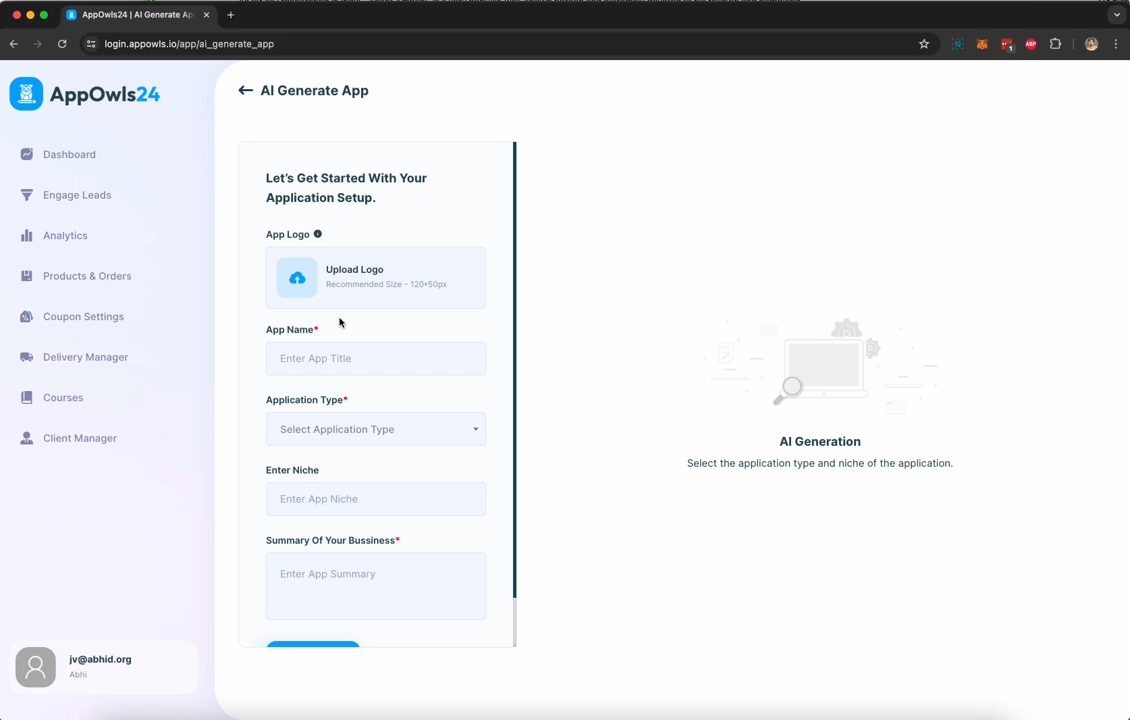 AppOwls24 | AI Generate Ap
login.appowls.io/app/ai_generate_app
1
ABP
AppOwls24
AI Generate App
Dashboard
Engage Leads
Analytics
Products & Orders
Coupon Settings
Delivery Manager
Courses
Client Manager
jv@abhid.org
Abhi
Let's Get Started With Your
Application Setup.
App Logo
Upload Logo
Recommended Size - 120*50px
App Name*
Enter App Title
Application Type*
Select Application Type
Enter Niche
Enter App Niche
Summary Of Your Bussiness*
Enter App Summary
AI Generation
Select the application type and niche of the application.